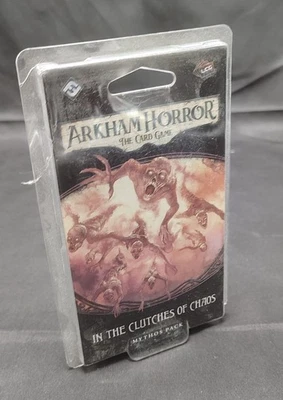 ARKHAM HORROR
THE CARD GAME
IN THE CLUTCHES OF CHAOS
MYTHOS PACK